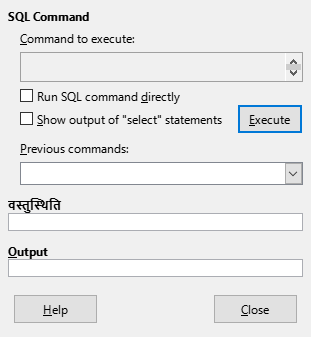 SQL Command
Command to execute:
Run SQL command directly
Show output of "select" statements
Execute
Previous commands:
वस्तुस्थिति
Output
Help
Close